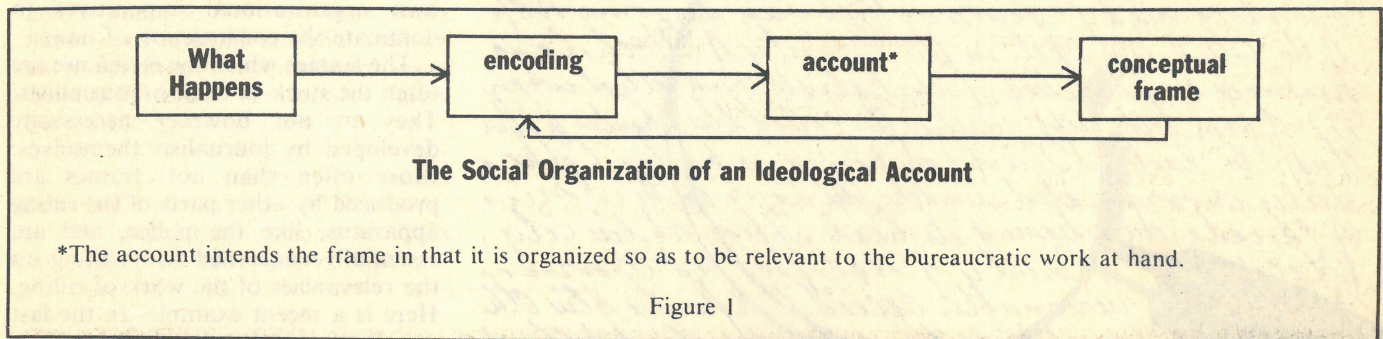 What
Happens
encoding
account*
conceptual
frame
The Social Organization of an Ideological Account
*The account intends the frame in that it is organized so as to be relevant to the bureaucratic work at hand.
Figure 1